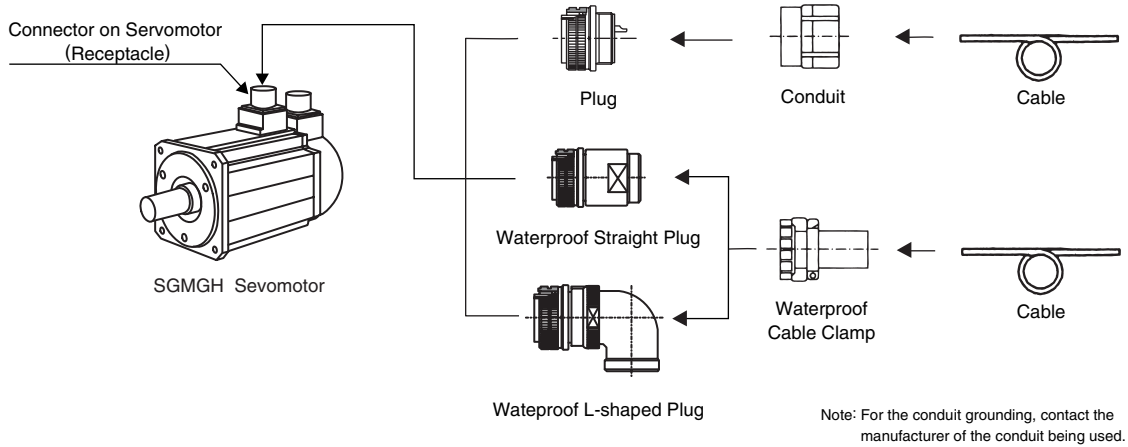 Connector on Servomotor
(Receptacle)
Plug
Conduit
Cable
Waterproof Straight Plug
SGMGH Sevomotor
Waterproof
Cable Clamp
Cable
Wateproof L-shaped Plug
Note: For the conduit grounding, contact the
manufacturer of the conduit being used.